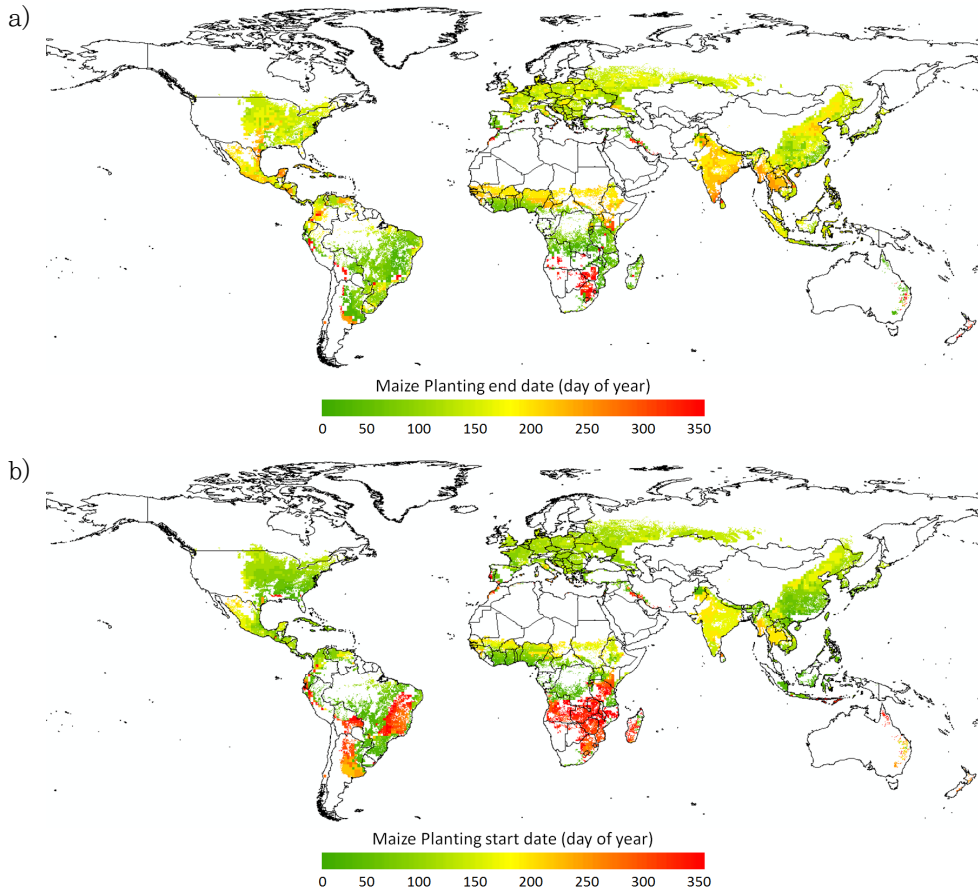 a)
Maize Planting end date (day of year)
0 50 100 150 200 250 300 350
b)
Maize Planting start date (day of year)
0 50 100 150 200 250 300 350